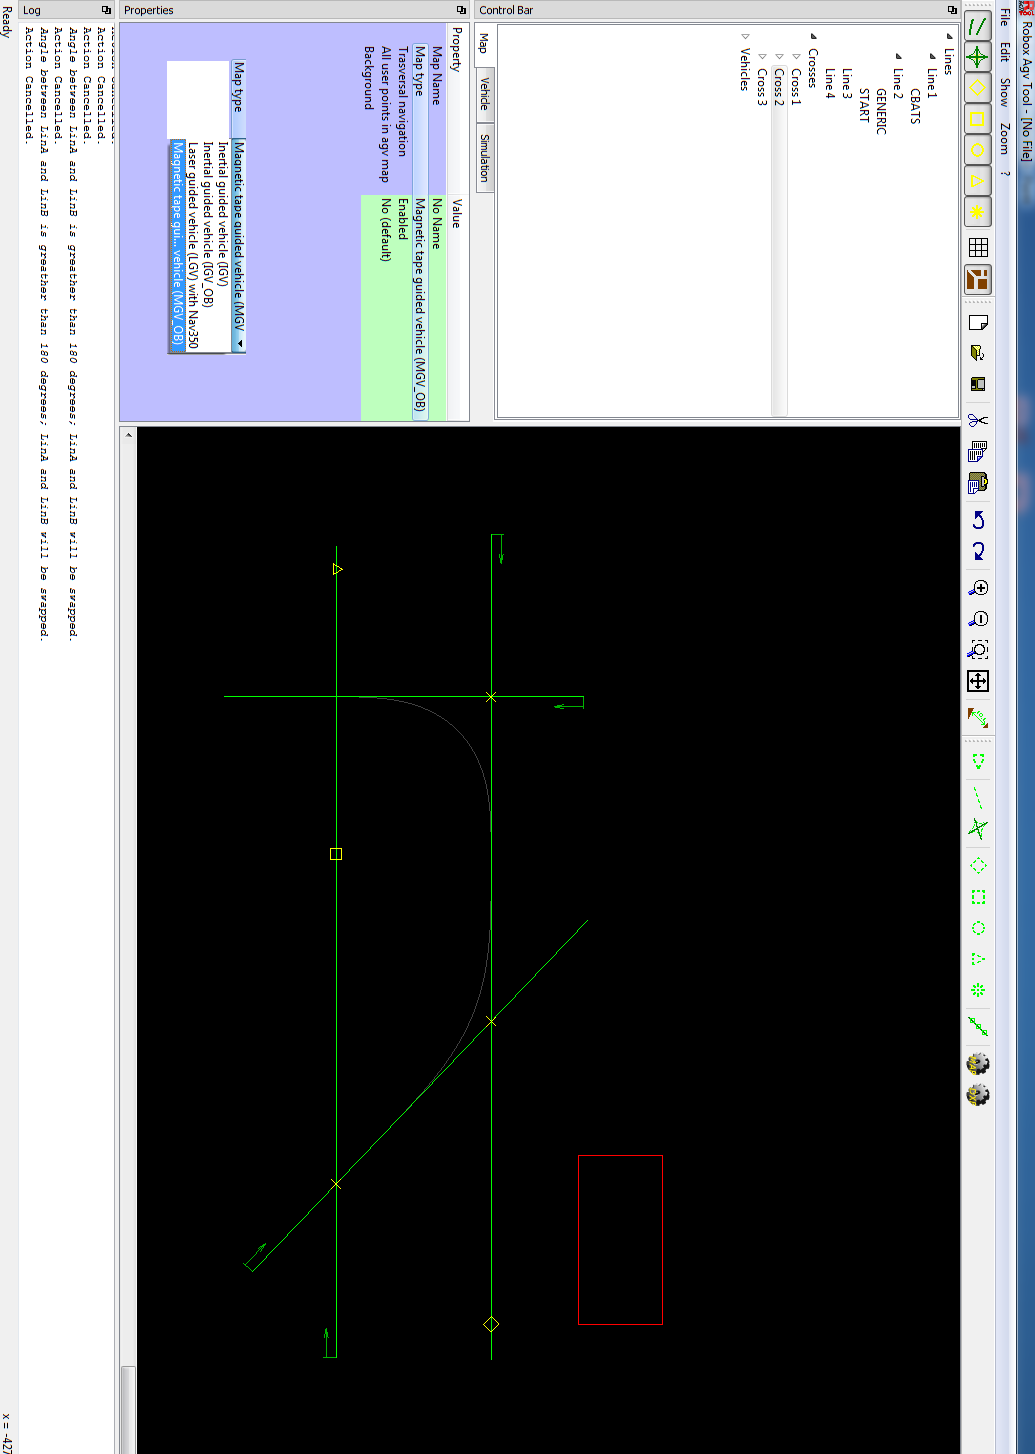 Robox Agv Tool - [No File]
File Edit Show Zoom ?
Control Bar
Lines
Line 1
CBATS
Line 2
GENERIC
START
Line 3
Line 4
Crosses
Cross 1
Cross 2
Cross 3
Vehicles
Map Vehicle Simulation
Properties
Property Value
Map Name No Name
Map type Magnetic tape guided vehicle (MGV_OB)
Trasversal navigation Enabled
All user points in agv map No (default)
Background
Map type Magnetic tape guided vehicle (MGV
Inertial guided vehicle (IGV)
Inertial guided vehicle (IGV_OB)
Laser guided vehicle (LGV) with Nav350
Magnetic tape gui... vehicle (MGV_OB)
Log
Action Cancelled.
Action Cancelled.
Angle between LinA and LinB is greather than 180 degrees; LinA and LinB will be swapped.
Action Cancelled.
Angle between LinA and LinB is greather than 180 degrees; LinA and LinB will be swapped.
Action Cancelled.
Ready x = -427